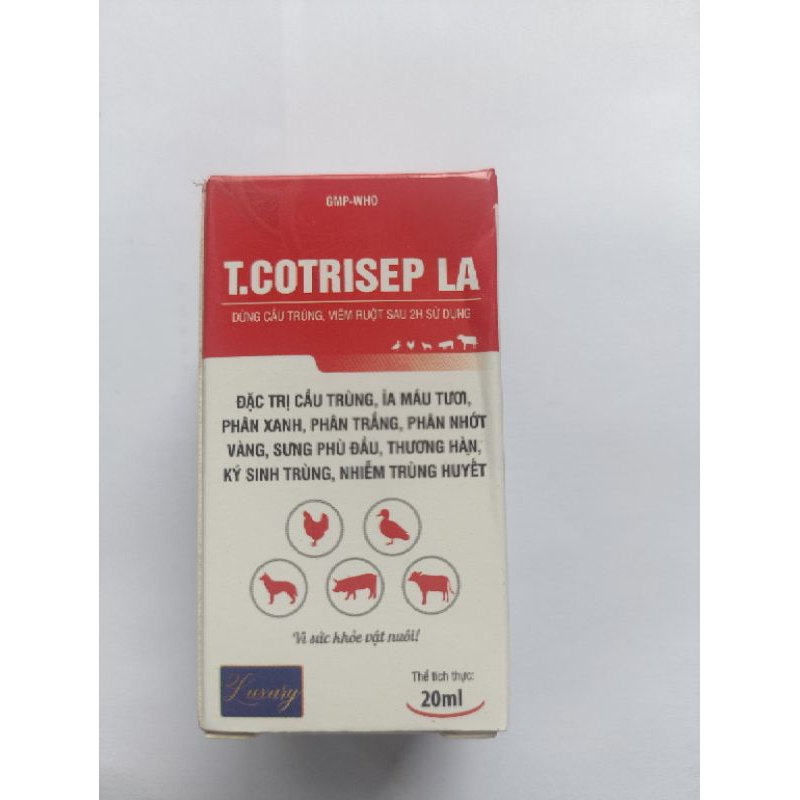 GMP-WHO
T.COTRISEP LA
DỪNG CẦU TRÙNG, VIÊM RUỘT SAU 2H SỬ DỤNG
ĐẶC TRỊ CẦU TRÙNG, ỈA MÁU TƯƠI,
PHÂN XANH, PHÂN TRẮNG, PHÂN NHỚT
VÀNG, SƯNG PHÙ ĐẦU, THƯƠNG HÀN,
KÝ SINH TRÙNG, NHIỄM TRÙNG HUYẾT
Vì sức khỏe vật nuôi!
Luxury
Thể tích thực:
20ml